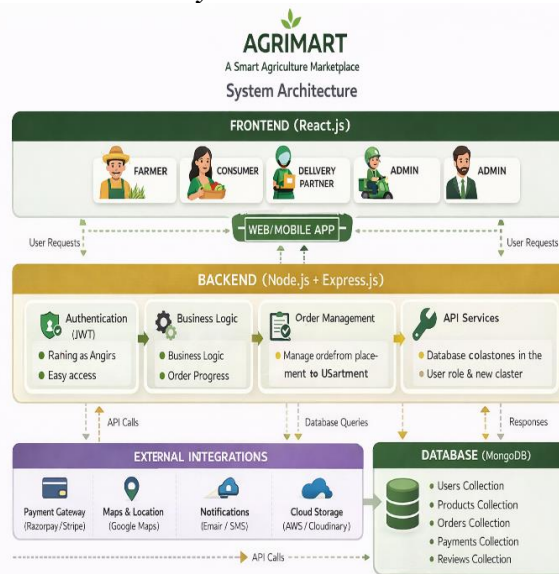 AGRIMART
A Smart Agriculture Marketplace
System Architecture
FRONTEND (React.js)
FARMER
CONSUMER
DELLVERY
PARTNER
ADMIN
ADMIN
WEB/MOBILE APP
User Requests
User Requests
BACKEND (Node.js + Express.js)
Authentication
(JWT)
Raning as Angirs
Easy access
Business Logic
Business Logic
Order Progress
Order Management
Manage ordefrom place-
ment to USartment
API Services
Database colastones in the
User role & new claster
API Calls
Database Queries
Responses
EXTERNAL INTEGRATIONS
Payment Gateway
(Razorpay/Stripe)
Maps & Location
(Google Maps)
Notifications
(Emair / SMS)
Cloud Storage
(AWS / Cloudinary)
DATABASE (MongoDB)
Users Collection
Products Collection
Orders Collection
Payments Collection
Reviews Collection
API Calls